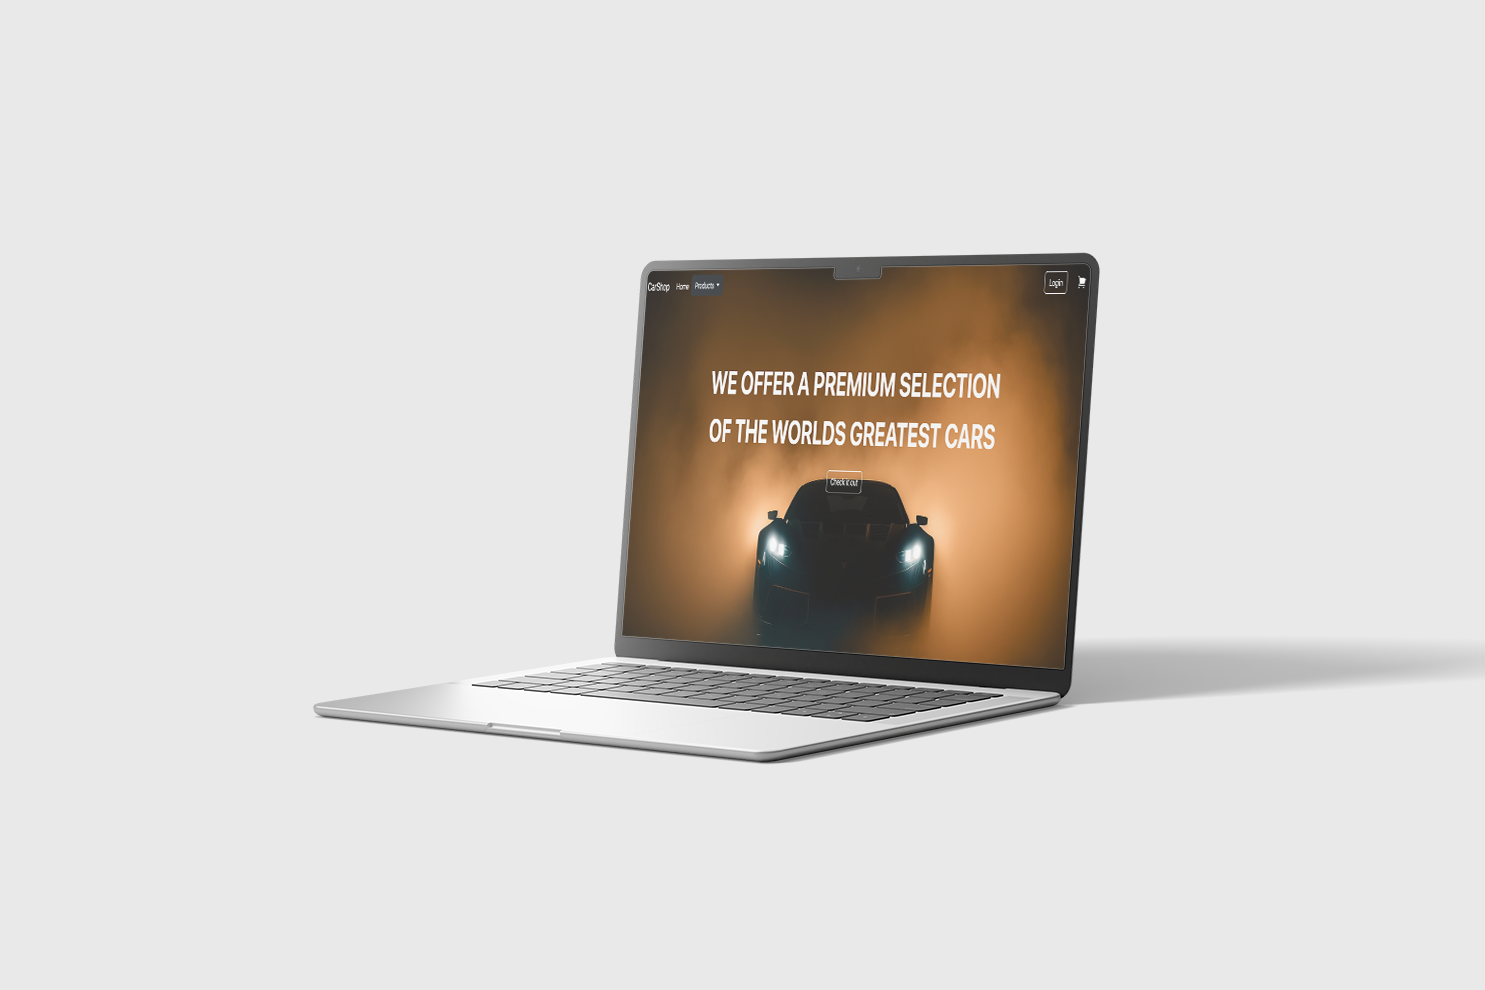 CarShop Home Products Login
WE OFFER A PREMIUM SELECTION
OF THE WORLDS GREATEST CARS
Check it out